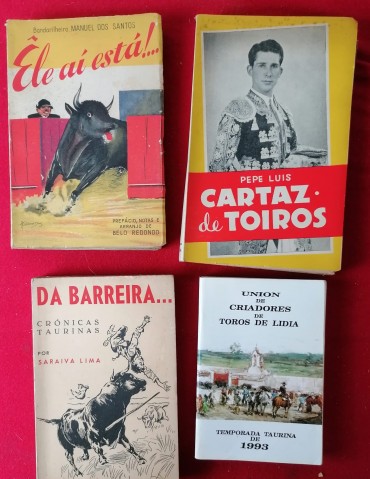 Bandarilheiro MANUEL DOS SANTOS
Êle aí está!...
PREFÁCIO, NOTAS E
ARRANJO DE
BELO REDONDO
PEPE LUIS
CARTAZ.
de TOIROS
DA BARREIRA...
CRÓNICAS
TAURINAS
POR
SARAIVA LIMA
UNION
DE
CRIADORES
DE
TOROS DE LIDIA
TEMPORADA TAURINA
DE
1993